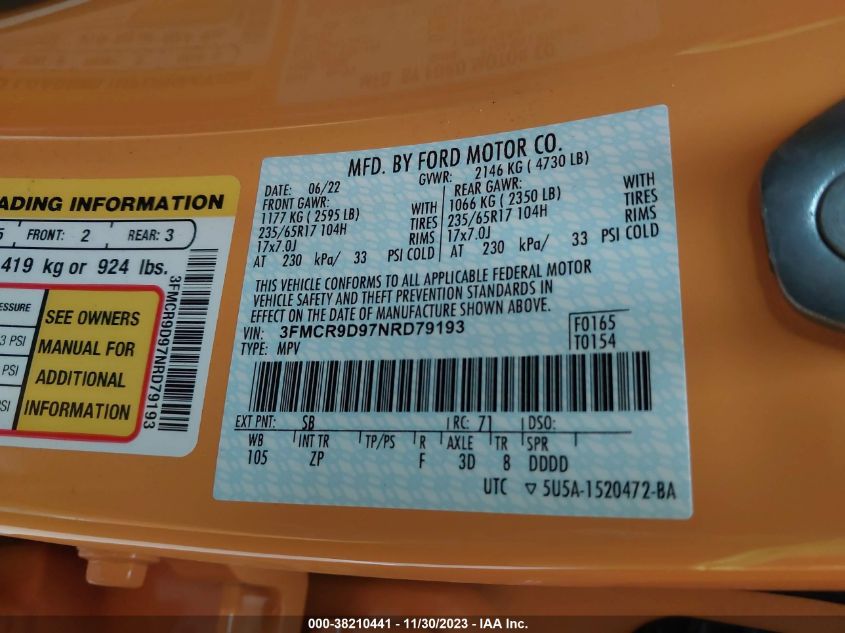 MFD. BY FORD MOTOR CO.
DATE: 06/22 GVWR: 2146 KG ( 4730 LB)
FRONT GAWR: REAR GAWR:
1177 KG ( 2595 LB) WITH 1066 KG ( 2350 LB) WITH
235/65R17 104H TIRES 235/65R17 104H TIRES
17x7.0J RIMS 17x7.0J RIMS
AT 230 kPa/ 33 PSI COLD AT 230 kPa/ 33 PSI COLD
THIS VEHICLE CONFORMS TO ALL APPLICABLE FEDERAL MOTOR
VEHICLE SAFETY AND THEFT PREVENTION STANDARDS IN
EFFECT ON THE DATE OF MANUFACTURE SHOWN ABOVE.
VIN: 3FMCR9D97NRD79193
TYPE: MPV
F0165
T0154
EXT PNT: SB RC: 71 DSO:
WB INT TR TP/PS R AXLE TR SPR
105 ZP F 3D 8 DDDD
UTC ▽ 5U5A-1520472-BA
ADING INFORMATION
5 FRONT: 2 REAR: 3
419 kg or 924 lbs.
ESSURE
3 PSI
PSI
PSI
SEE OWNERS
MANUAL FOR
ADDITIONAL
INFORMATION
3FMCR9D97NRD79193
000-38210441 - 11/30/2023 - IAA Inc.